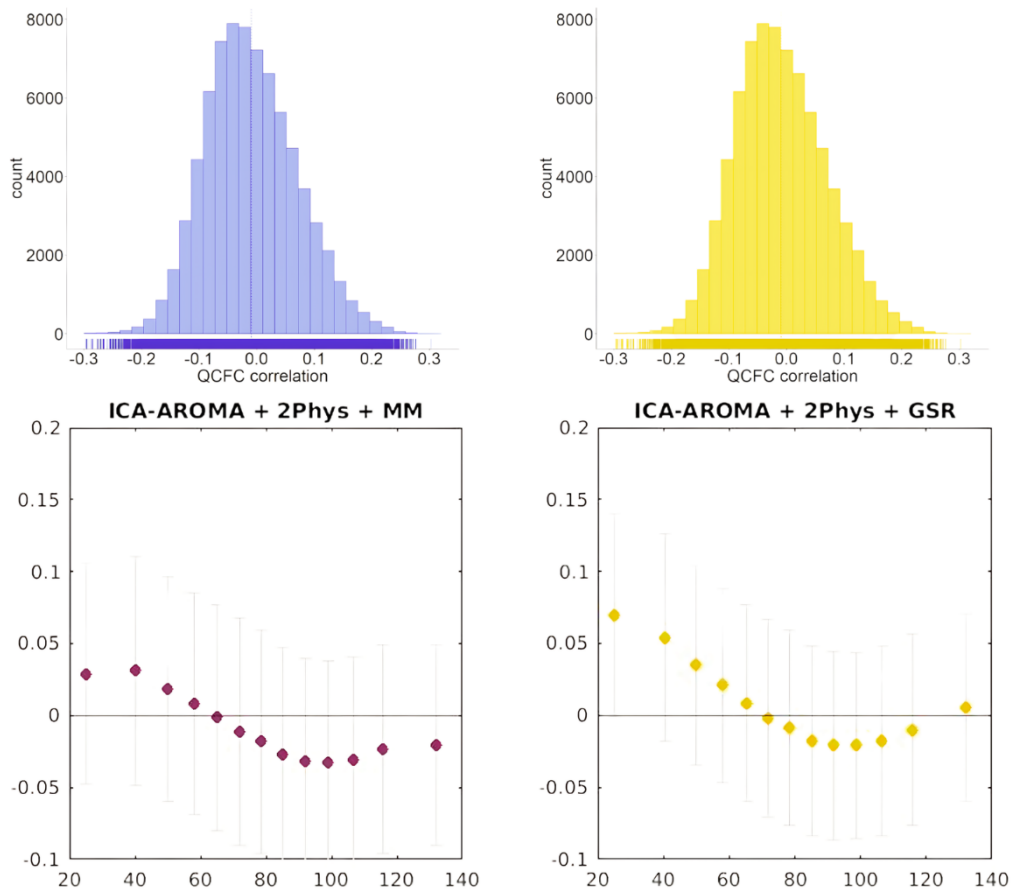 8000
6000
4000
2000
0
count
-0.3 -0.2 -0.1 0.0 0.1 0.2 0.3
QCFC correlation
8000
6000
4000
2000
0
count
-0.3 -0.2 -0.1 0.0 0.1 0.2 0.3
QCFC correlation
ICA-AROMA + 2Phys + MM
0.2
0.15
0.1
0.05
0
-0.05
-0.1
20 40 60 80 100 120 140
ICA-AROMA + 2Phys + GSR
0.2
0.15
0.1
0.05
0
-0.05
-0.1
20 40 60 80 100 120 140